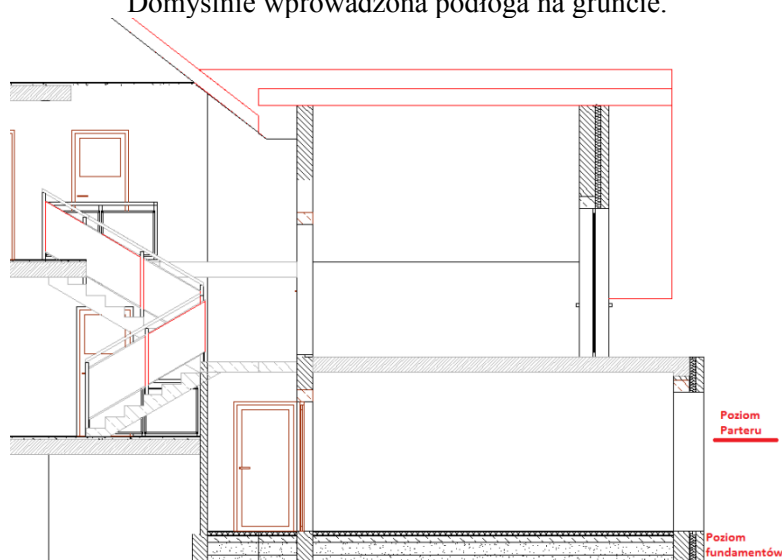 Domyślnie wprowadzona podłoga na gruncie.
Poziom
Parteru
Poziom
fundamentów